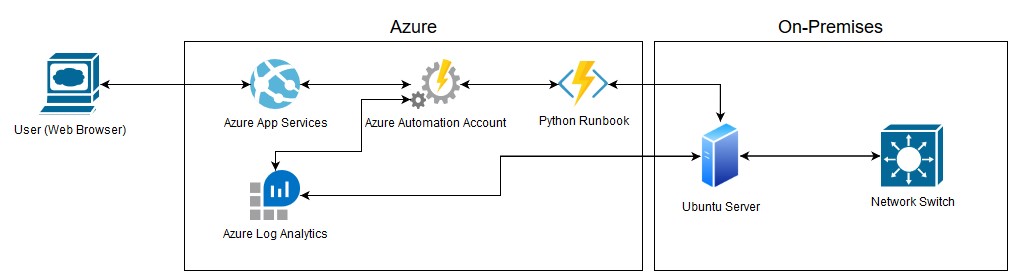 Azure
On-Premises
User (Web Browser)
Azure App Services
Azure Automation Account
Python Runbook
Ubuntu Server
Network Switch
Azure Log Analytics